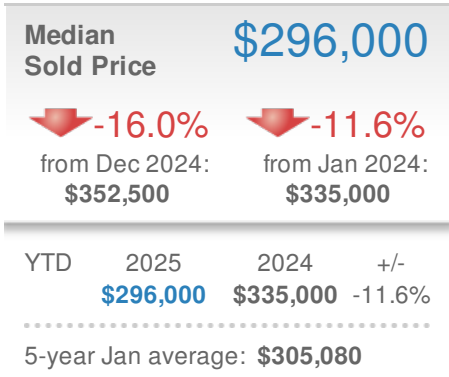 Median $296,000
Sold Price
-16.0% -11.6%
from Dec 2024: from Jan 2024:
$352,500 $335,000
YTD 2025 2024 +/-
$296,000 $335,000 -11.6%
5-year Jan average: $305,080